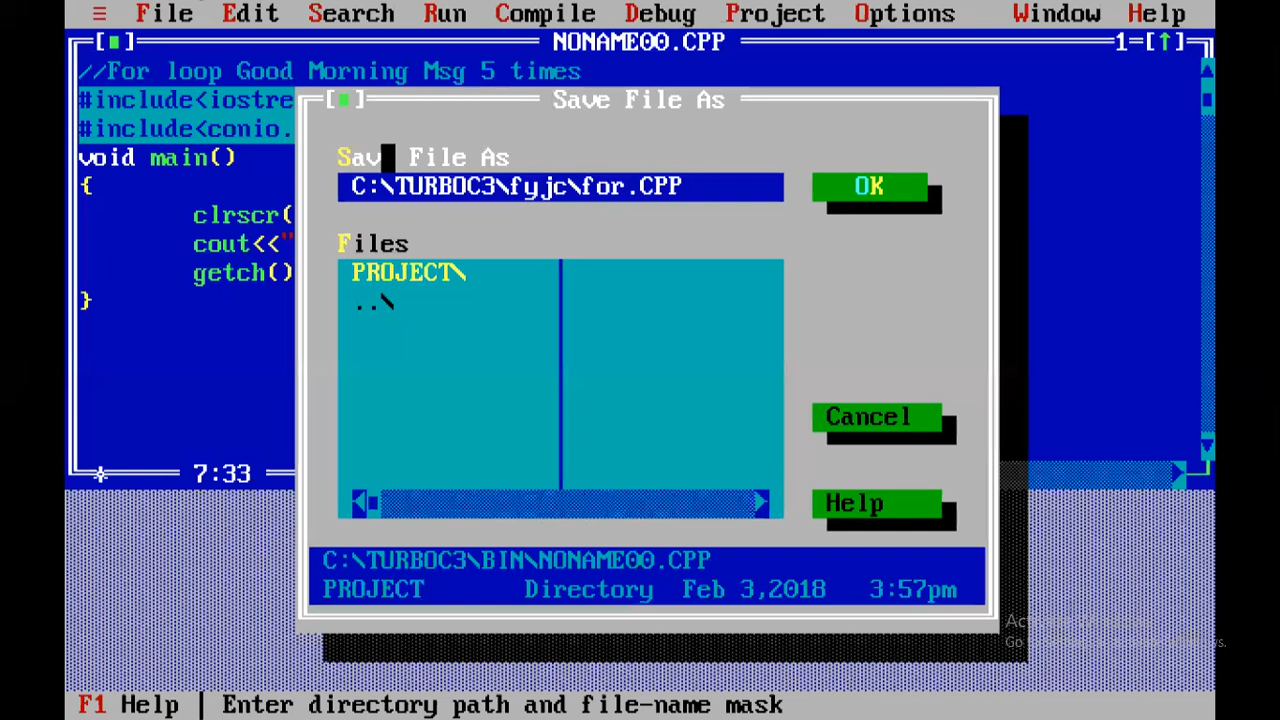 ≡ File Edit Search Run Compile Debug Project Options Window Help
[■] NONAME00.CPP 1=[↑]
//For loop Good Morning Msg 5 times
#include<iostre
#include<conio.
void main()
{
clrscr(
cout<<"
getch()
}
7:33
[■] Save File As
Sav File As
C:\TURBOC3\fyjc\for.CPP
OK
Files
PROJECT\
..\
Cancel
Help
C:\TURBOC3\BIN\NONAME00.CPP
PROJECT Directory Feb 3,2018 3:57pm
F1 Help | Enter directory path and file-name mask